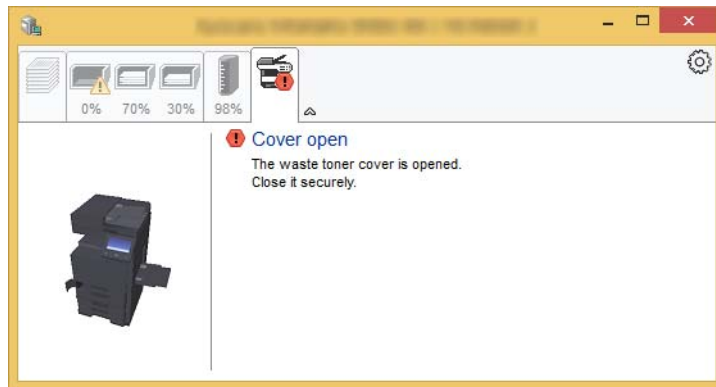 0% 70% 30% 98%
Cover open
The waste toner cover is opened.
Close it securely.